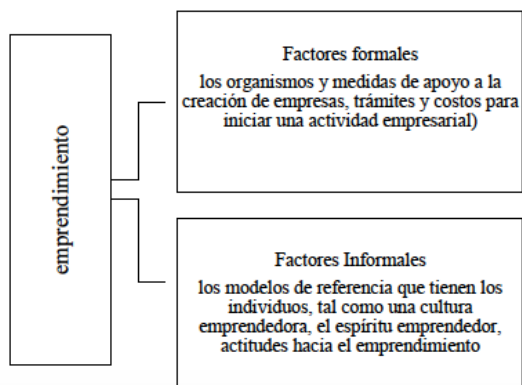 emprendimiento
Factores formales
los organismos y medidas de apoyo a la
creación de empresas, trámites y costos para
iniciar una actividad empresarial)
Factores Informales
los modelos de referencia que tienen los
individuos, tal como una cultura
emprendedora, el espíritu emprendedor,
actitudes hacia el emprendimiento